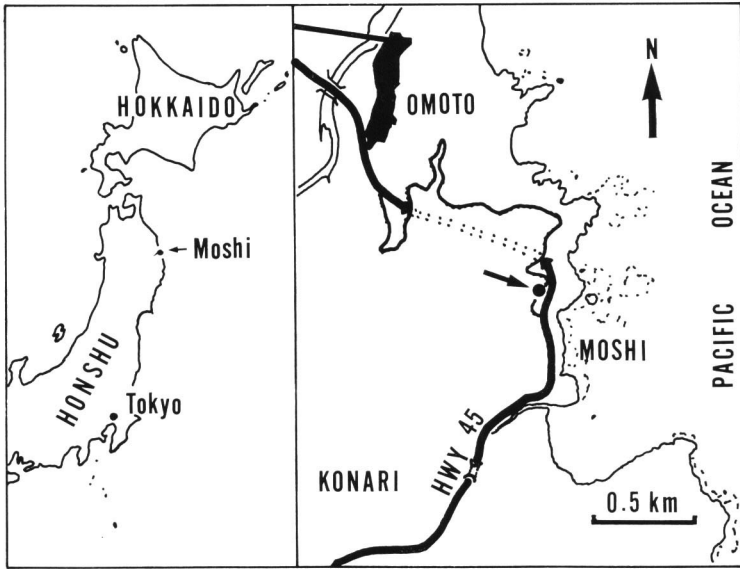 HOKKAIDO
Moshi
HONSHU
Tokyo
N
OMOTO
PACIFIC OCEAN
MOSHI
HWY 45
KONARI
0.5 km